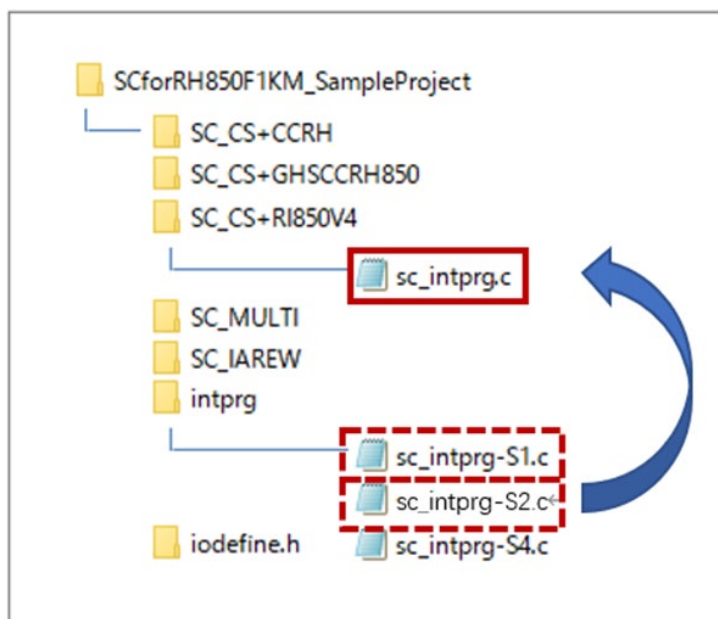 SCforRH850F1KM_SampleProject
SC_CS+CCRH
SC_CS+GHSCCRH850
SC_CS+RI850V4
sc_intprg.c
SC_MULTI
SC_IAREW
intprg
sc_intprg-S1.c
sc_intprg-S2.c↵
iodefine.h sc_intprg-S4.c